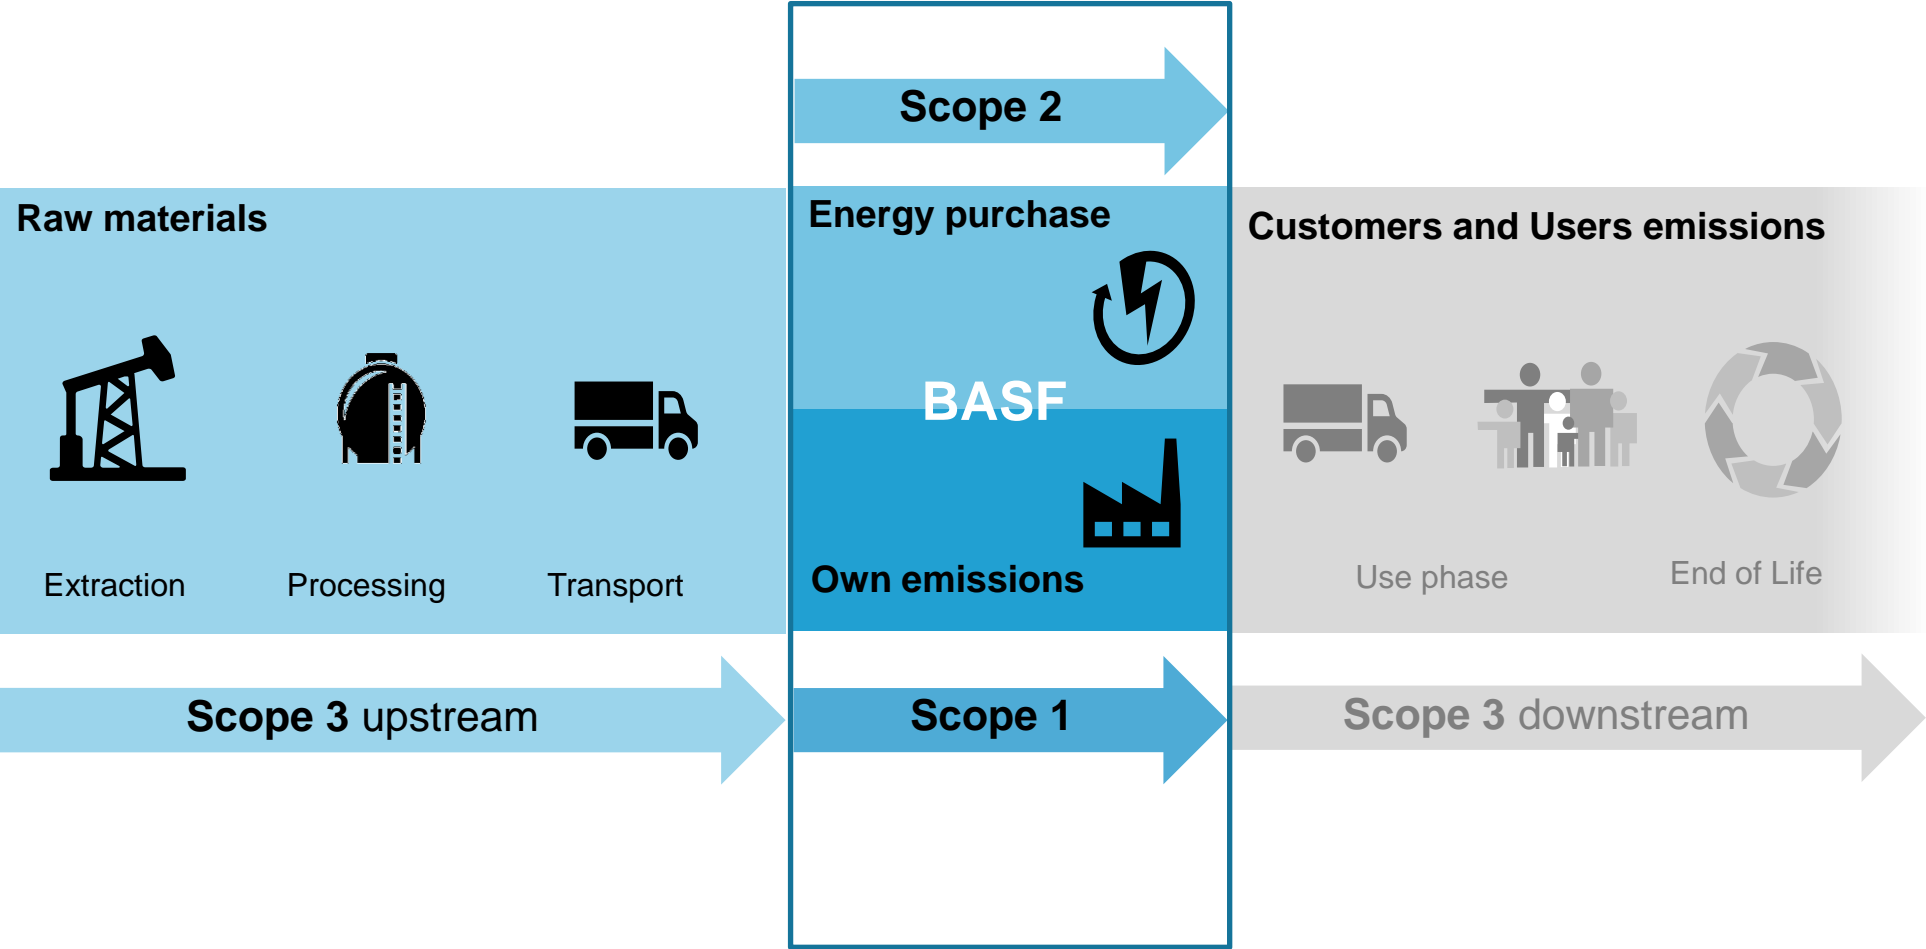 Scope 2
Raw materials
Energy purchase
Customers and Users emissions
BASF
Extraction
Processing
Transport
Own emissions
Use phase
End of Life
Scope 3 upstream
Scope 1
Scope 3 downstream